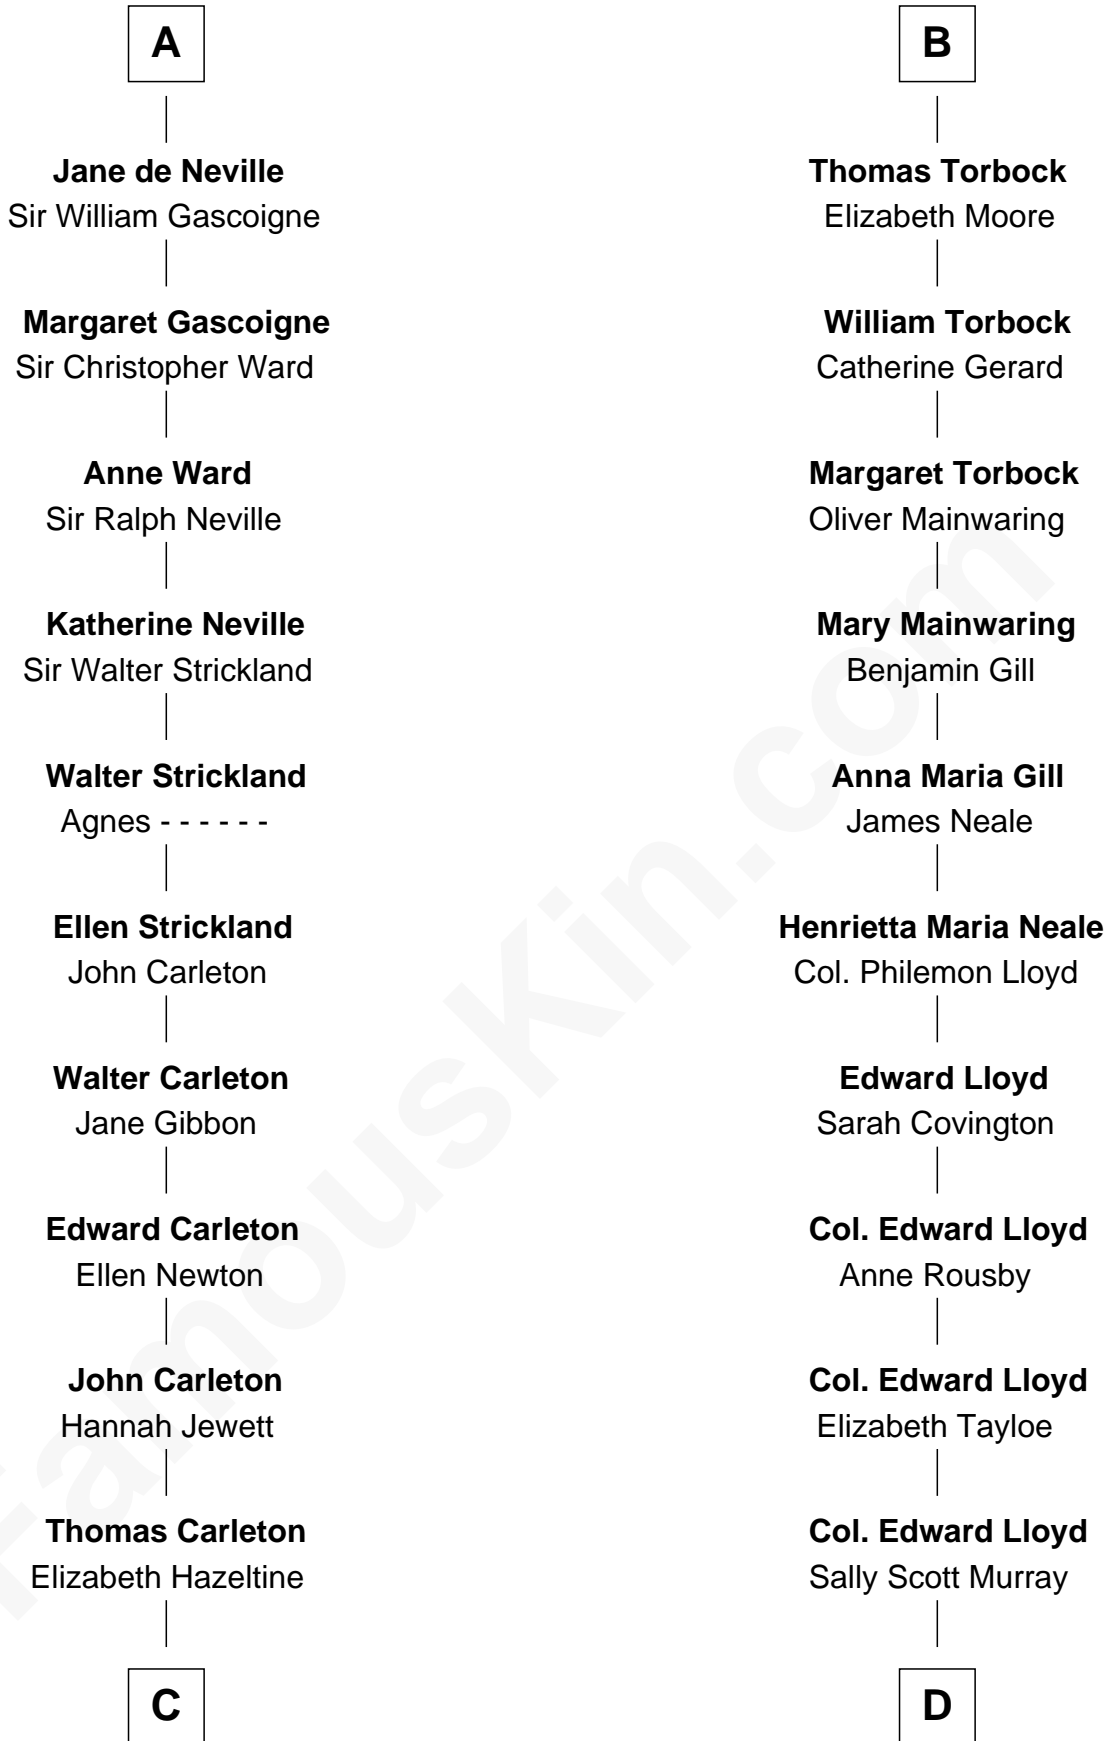 A
Jane de Neville
Sir William Gascoigne
Margaret Gascoigne
Sir Christopher Ward
Anne Ward
Sir Ralph Neville
Katherine Neville
Sir Walter Strickland
Walter Strickland
Agnes - - - - - -
Ellen Strickland
John Carleton
Walter Carleton
Jane Gibbon
Edward Carleton
Ellen Newton
John Carleton
Hannah Jewett
Thomas Carleton
Elizabeth Hazeltine
C
B
Thomas Torbock
Elizabeth Moore
William Torbock
Catherine Gerard
Margaret Torbock
Oliver Mainwaring
Mary Mainwaring
Benjamin Gill
Anna Maria Gill
James Neale
Henrietta Maria Neale
Col. Philemon Lloyd
Edward Lloyd
Sarah Covington
Col. Edward Lloyd
Anne Rousby
Col. Edward Lloyd
Elizabeth Tayloe
Col. Edward Lloyd
Sally Scott Murray
D
FamousKin.com